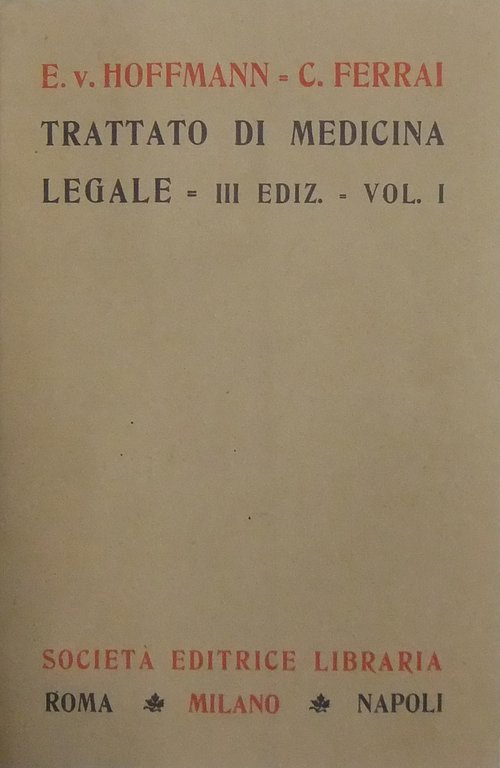 E. v. HOFFMANN = C. FERRAI
TRATTATO DI MEDICINA
LEGALE = III EDIZ. = VOL. I
SOCIETÀ EDITRICE LIBRARIA
ROMA MILANO NAPOLI